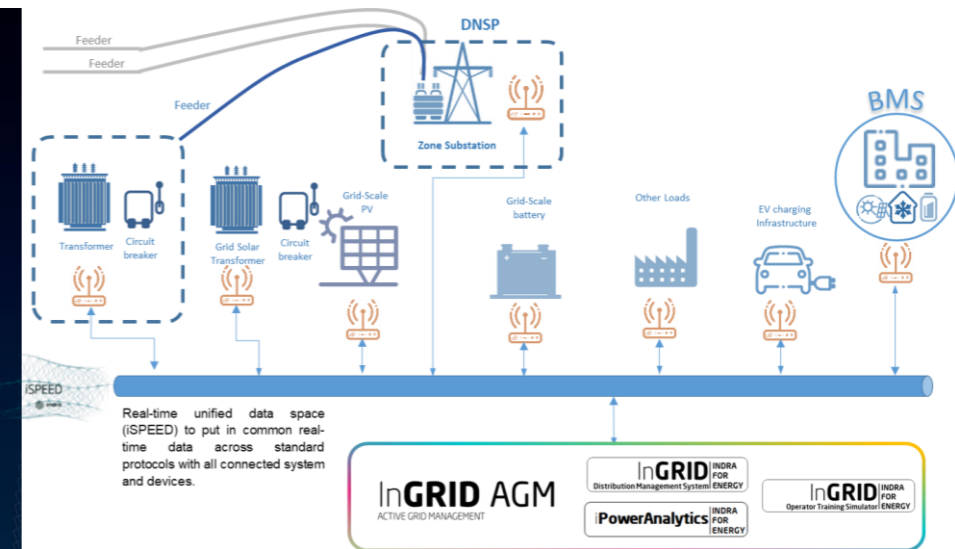 DNSP
Feeder
Feeder
Feeder
Zone Substation
BMS
Transformer
Circuit
breaker
Grid Solar
Transformer
Circuit
breaker
Grid-Scale
PV
Grid-Scale
battery
Other Loads
EV charging
Infrastructure
iSPEED
Real-time unified data space
(iSPEED) to put in common real-
time data across standard
protocols with all connected system
and devices.
InGRID AGM
ACTIVE GRID MANAGEMENT
InGRID
Distribution Management System
INDRA
FOR
ENERGY
iPowerAnalytics
INDRA
FOR
ENERGY
InGRID
Operator Training Simulator
INDRA
FOR
ENERGY